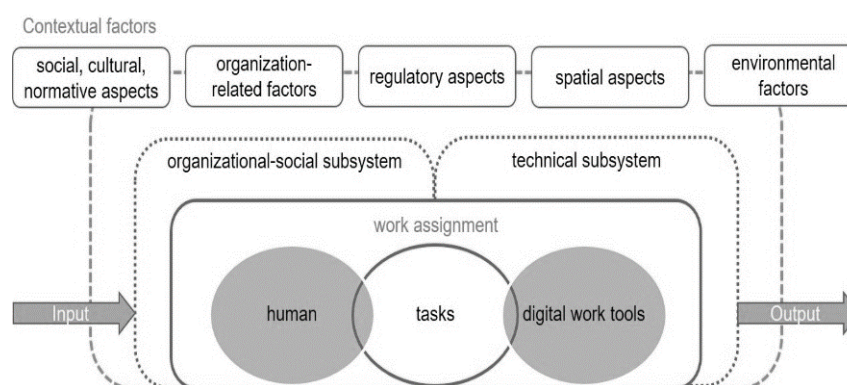 Contextual factors
social, cultural,
normative aspects
organization-
related factors
regulatory aspects
spatial aspects
environmental
factors
organizational-social subsystem
technical subsystem
work assignment
Input
human
tasks
digital work tools
Output